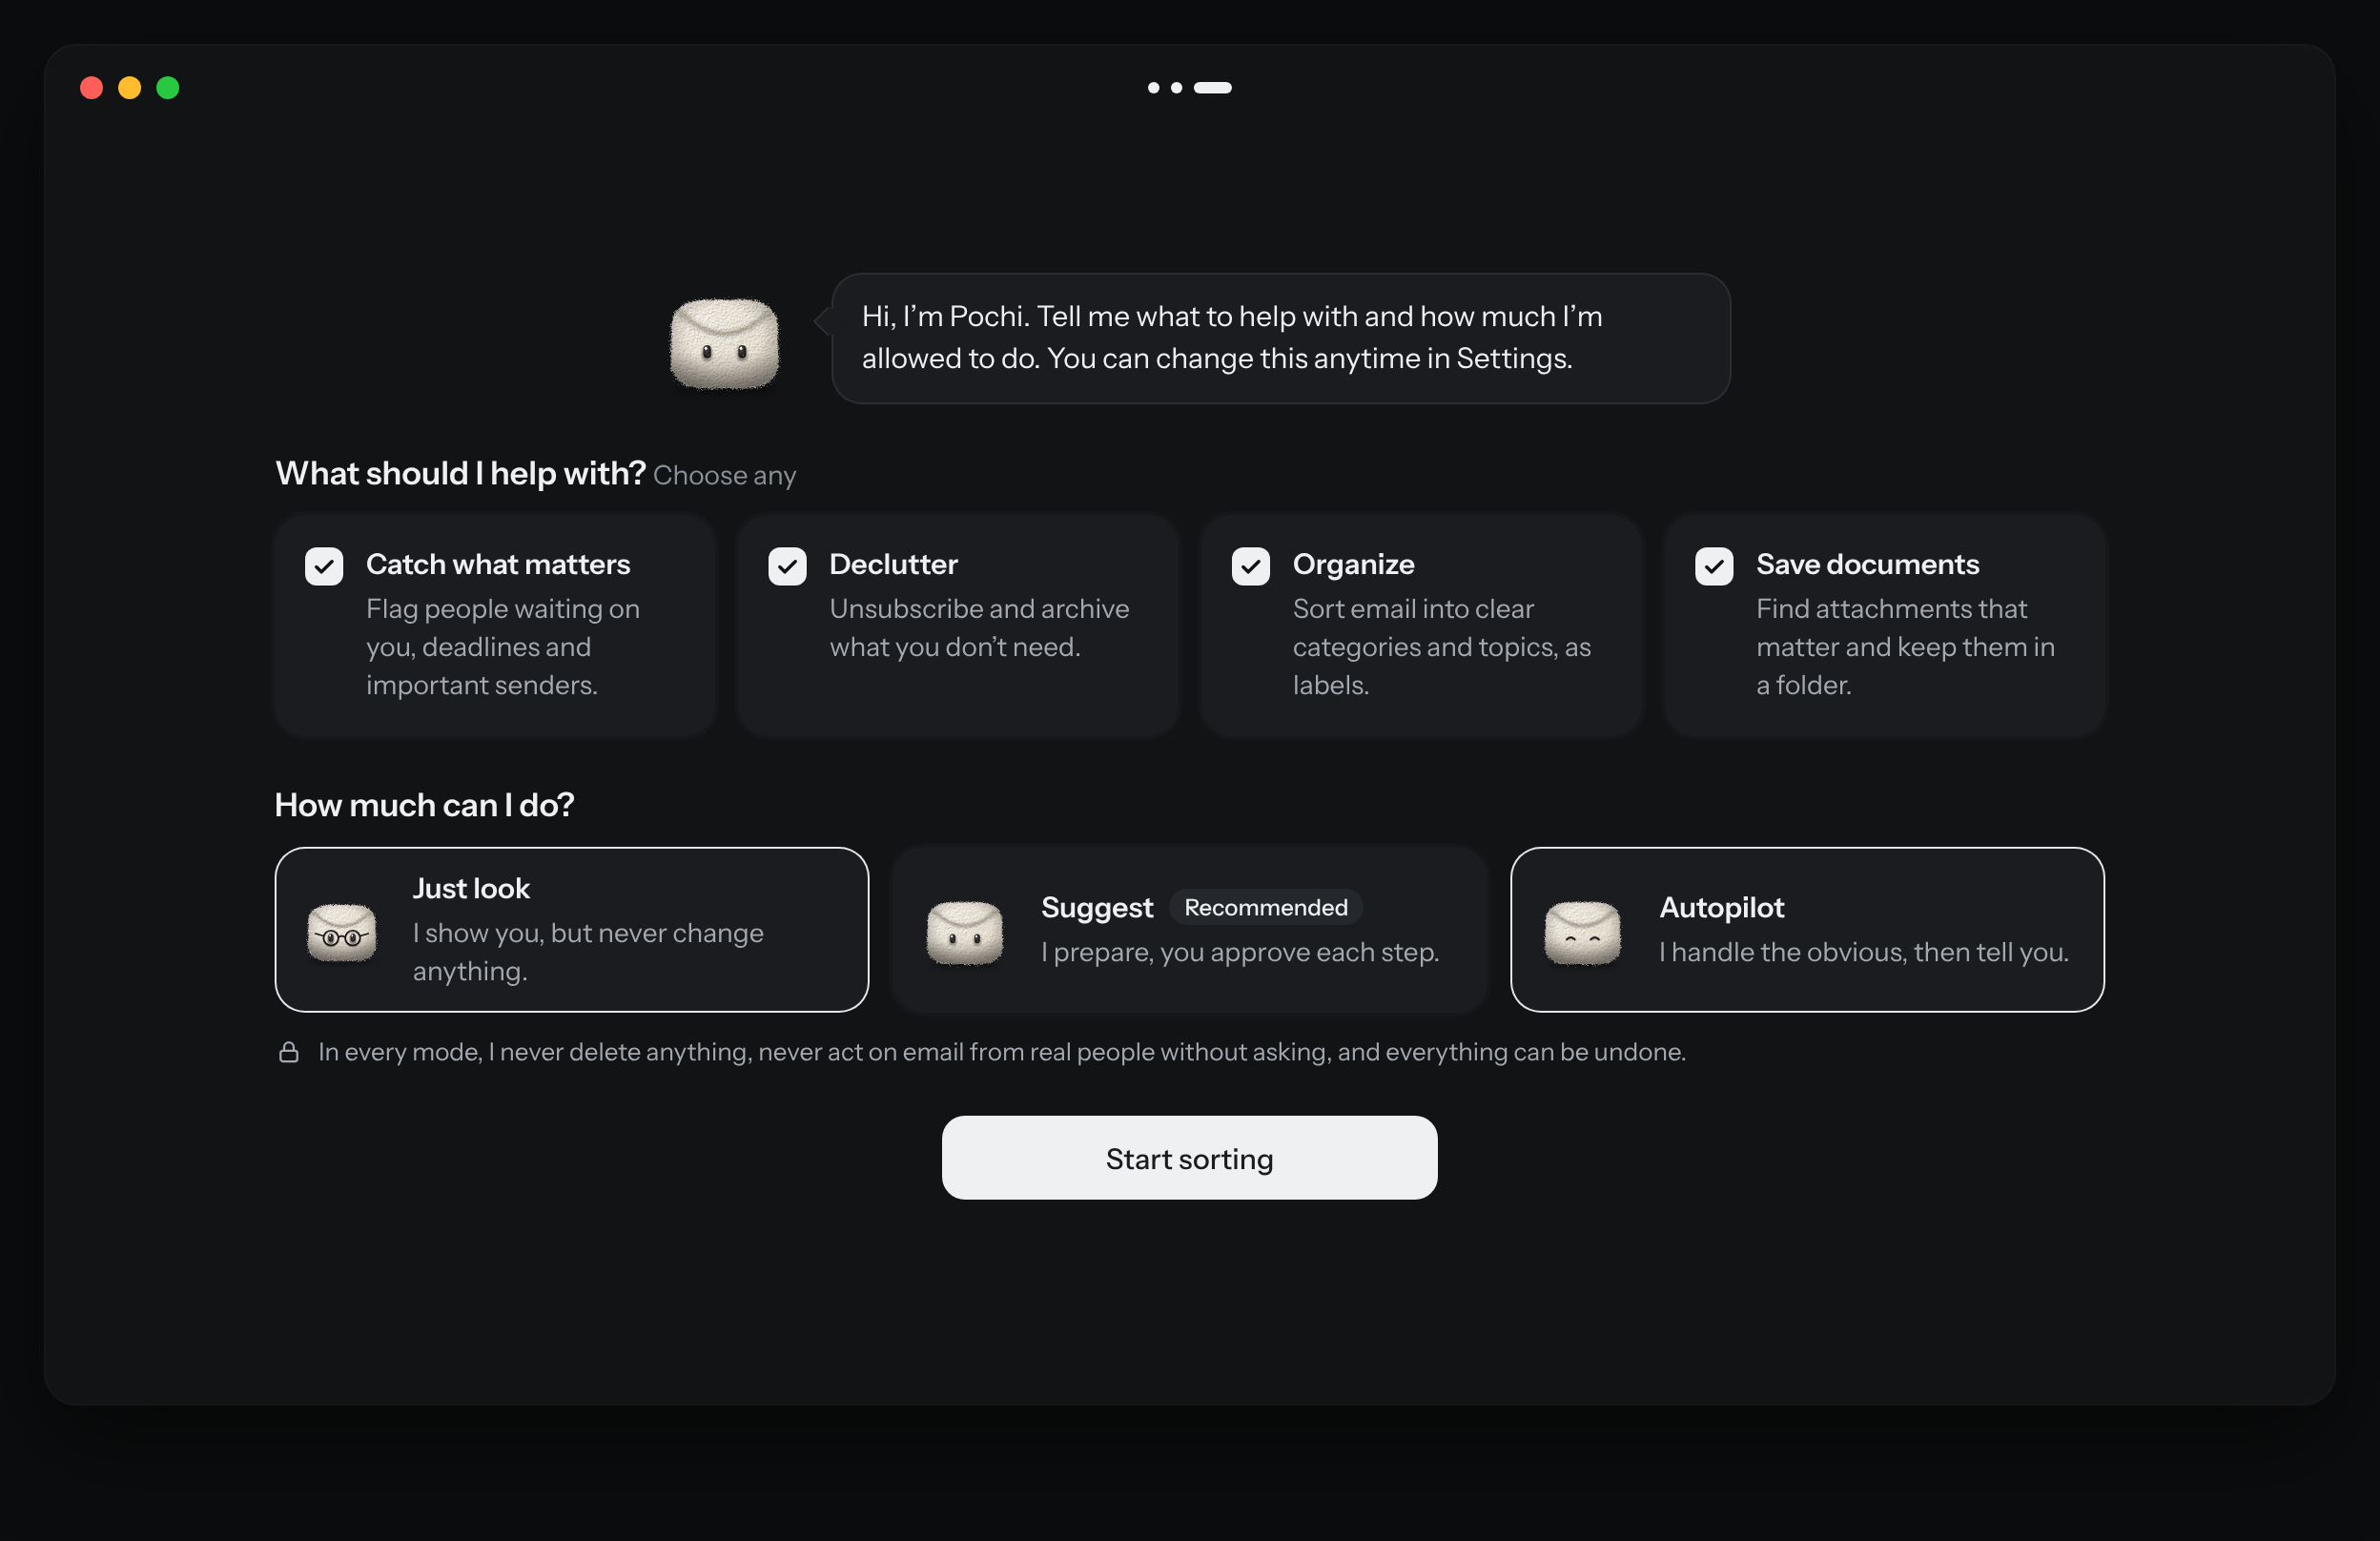 Hi, I’m Pochi. Tell me what to help with and how much I’m
allowed to do. You can change this anytime in Settings.
What should I help with? Choose any
Catch what matters
Flag people waiting on
you, deadlines and
important senders.
Declutter
Unsubscribe and archive
what you don’t need.
Organize
Sort email into clear
categories and topics, as
labels.
Save documents
Find attachments that
matter and keep them in
a folder.
How much can I do?
Just look
I show you, but never change
anything.
Suggest Recommended
I prepare, you approve each step.
Autopilot
I handle the obvious, then tell you.
In every mode, I never delete anything, never act on email from real people without asking, and everything can be undone.
Start sorting